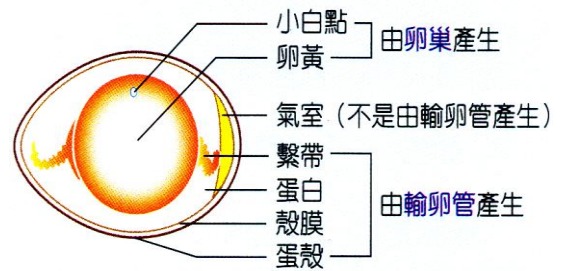 小白點
卵黃
由卵巢產生
氣室（不是由輸卵管產生）
繫帶
蛋白
殼膜
蛋殼
由輸卵管產生